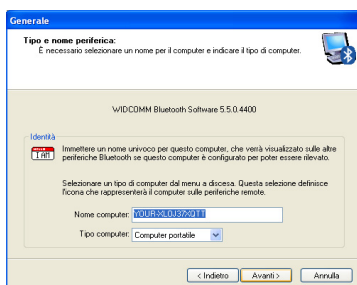 Generale
Tipo e nome periferica:
È necessario selezionare un nome per il computer e indicare il tipo di computer.
WIDCOMM Bluetooth Software 5.5.0.4400
Identità
I AM
Immettere un nome univoco per questo computer, che verrà visualizzato sulle altre
periferiche Bluetooth se questo computer è configurato per poter essere rilevato.
Selezionare un tipo di computer dal menu a discesa. Questa selezione definisce
l'icona che rappresenterà il computer sulle periferiche remote.
Nome computer: YOUR-XL0J37XQTT
Tipo computer: Computer portatile
< Indietro
Avanti >
Annulla